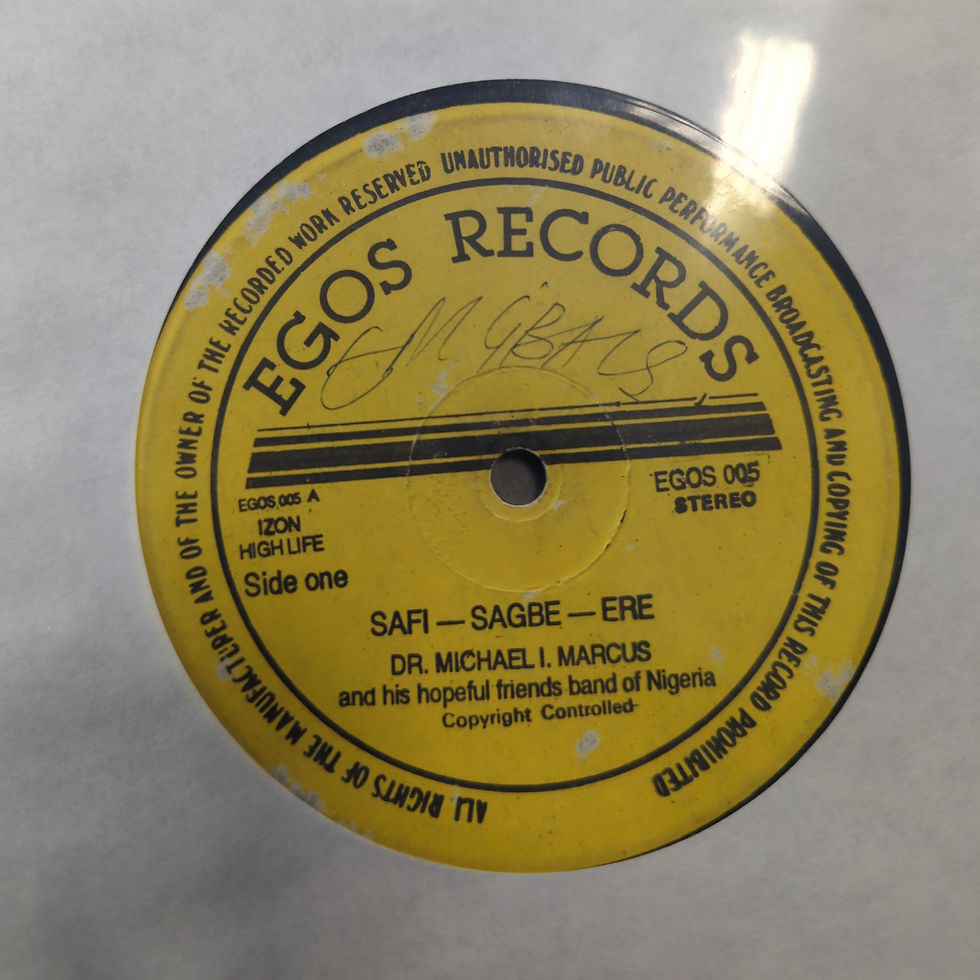 ALL RIGHTS OF THE MANUFACTURER AND OF THE OWNER OF THE RECORDED WORK RESERVED UNAUTHORISED PUBLIC PERFORMANCE BROADCASTING AND COPYING OF THIS RECORD PROHIBITED
EGOS RECORDS
EGOS 005 A
IZON
HIGH LIFE
Side one
EGOS 005
STEREO
SAFI — SAGBE — ERE
DR. MICHAEL I. MARCUS
and his hopeful friends band of Nigeria
Copyright Controlled